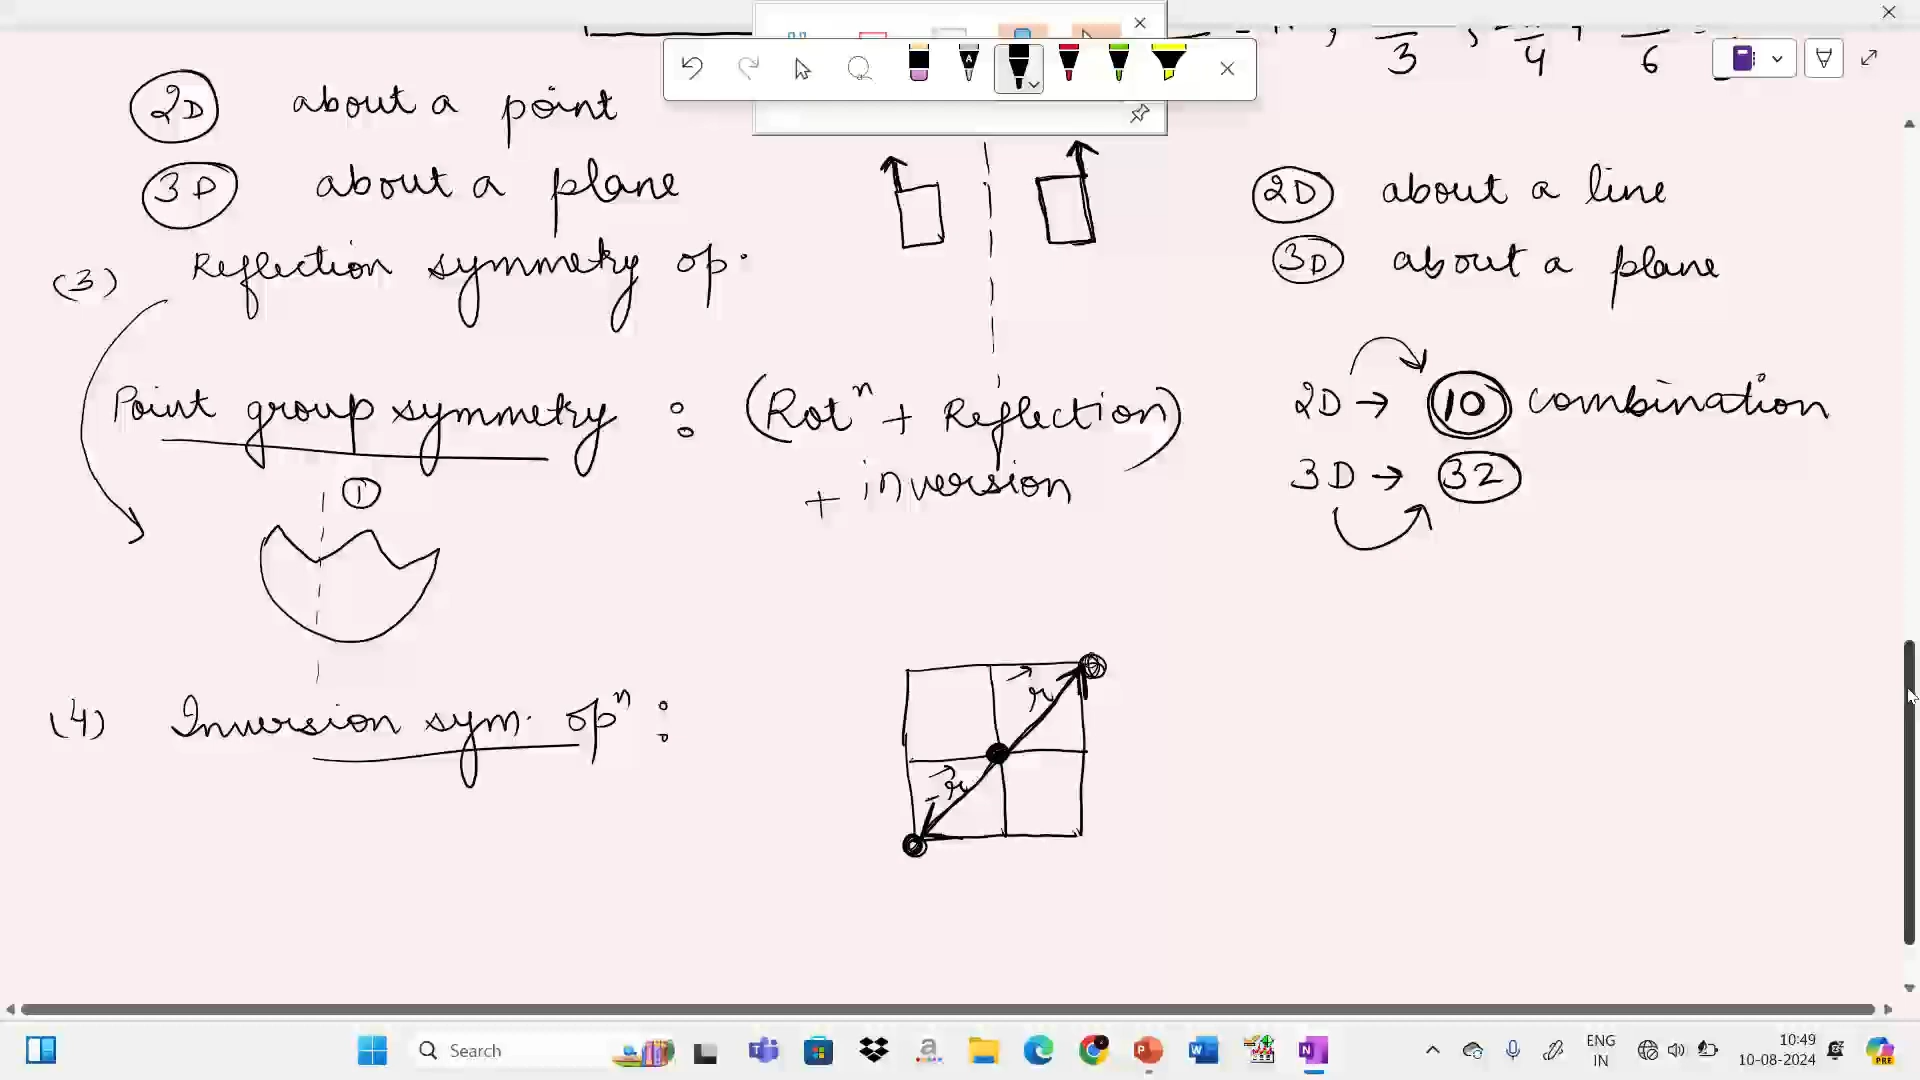 3 4 6
2D about a point
3D about a plane
2D about a line
3D about a plane
(3) Reflection symmetry op.
Point group symmetry : (Rotⁿ + Reflection) + inversion
2D → 10 combination
3D → 32
1
(4) Inversion sym. opⁿ :
r⃗
-r⃗
Search
ENG
IN
10:49
10-08-2024
PRE